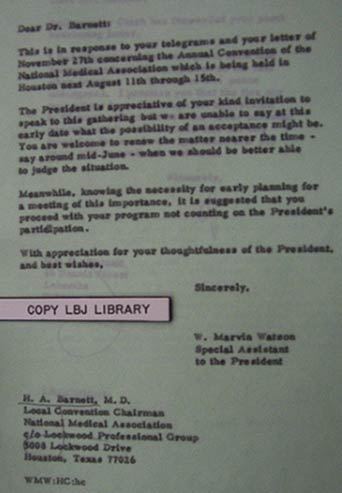 Dear Dr. Barnett:
This is in response to your telegrams and your letter of
November 27th concerning the Annual Convention of the
National Medical Association which is being held in
Houston next August 11th through 15th.
The President is appreciative of your kind invitation to
speak to this gathering but we are unable to say at this
early date what the possibility of an acceptance might be.
You are welcome to renew the matter nearer the time -
say around mid-June - when we should be better able
to judge the situation.
Meanwhile, knowing the necessity for early planning for
a meeting of this importance, it is suggested that you
proceed with your program not counting on the President's
participation.
With appreciation for your thoughtfulness of the President,
and best wishes,
Sincerely,
COPY LBJ LIBRARY
W. Marvin Watson
Special Assistant
to the President
H. A. Barnett, M.D.
Local Convention Chairman
National Medical Association
c/o Lockwood Professional Group
5008 Lockwood Drive
Houston, Texas 77026
WMW:HC:hc